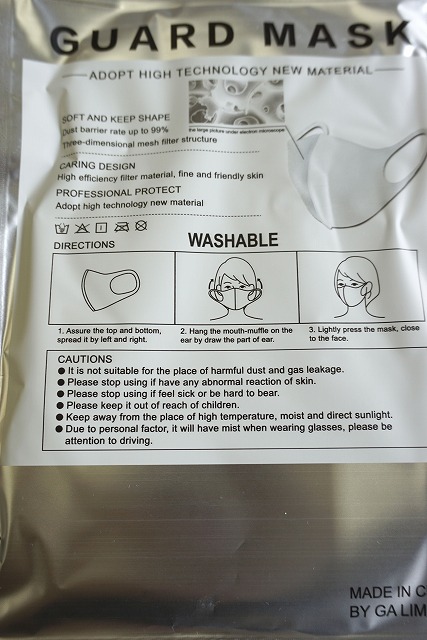 GUARD MASK
ADOPT HIGH TECHNOLOGY NEW MATERIAL
SOFT AND KEEP SHAPE
Dust barrier rate up to 99%
Three-dimensional mesh filter structure
the large picture under electron microscope
CARING DESIGN
High efficiency filter material, fine and friendly skin
PROFESSIONAL PROTECT
Adopt high technology new material
DIRECTIONS
WASHABLE
1. Assure the top and bottom,
spread it by left and right.
2. Hang the mouth-muffle on the
ear by draw the part of ear.
3. Lightly press the mask, close
to the face.
CAUTIONS
● It is not suitable for the place of harmful dust and gas leakage.
● Please stop using if have any abnormal reaction of skin.
● Please stop using if feel sick or be hard to bear.
● Please keep it out of reach of children.
● Keep away from the place of high temperature, moist and direct sunlight.
● Due to personal factor, it will have mist when wearing glasses, please be
attention to driving.
MADE IN C
BY GA LIM